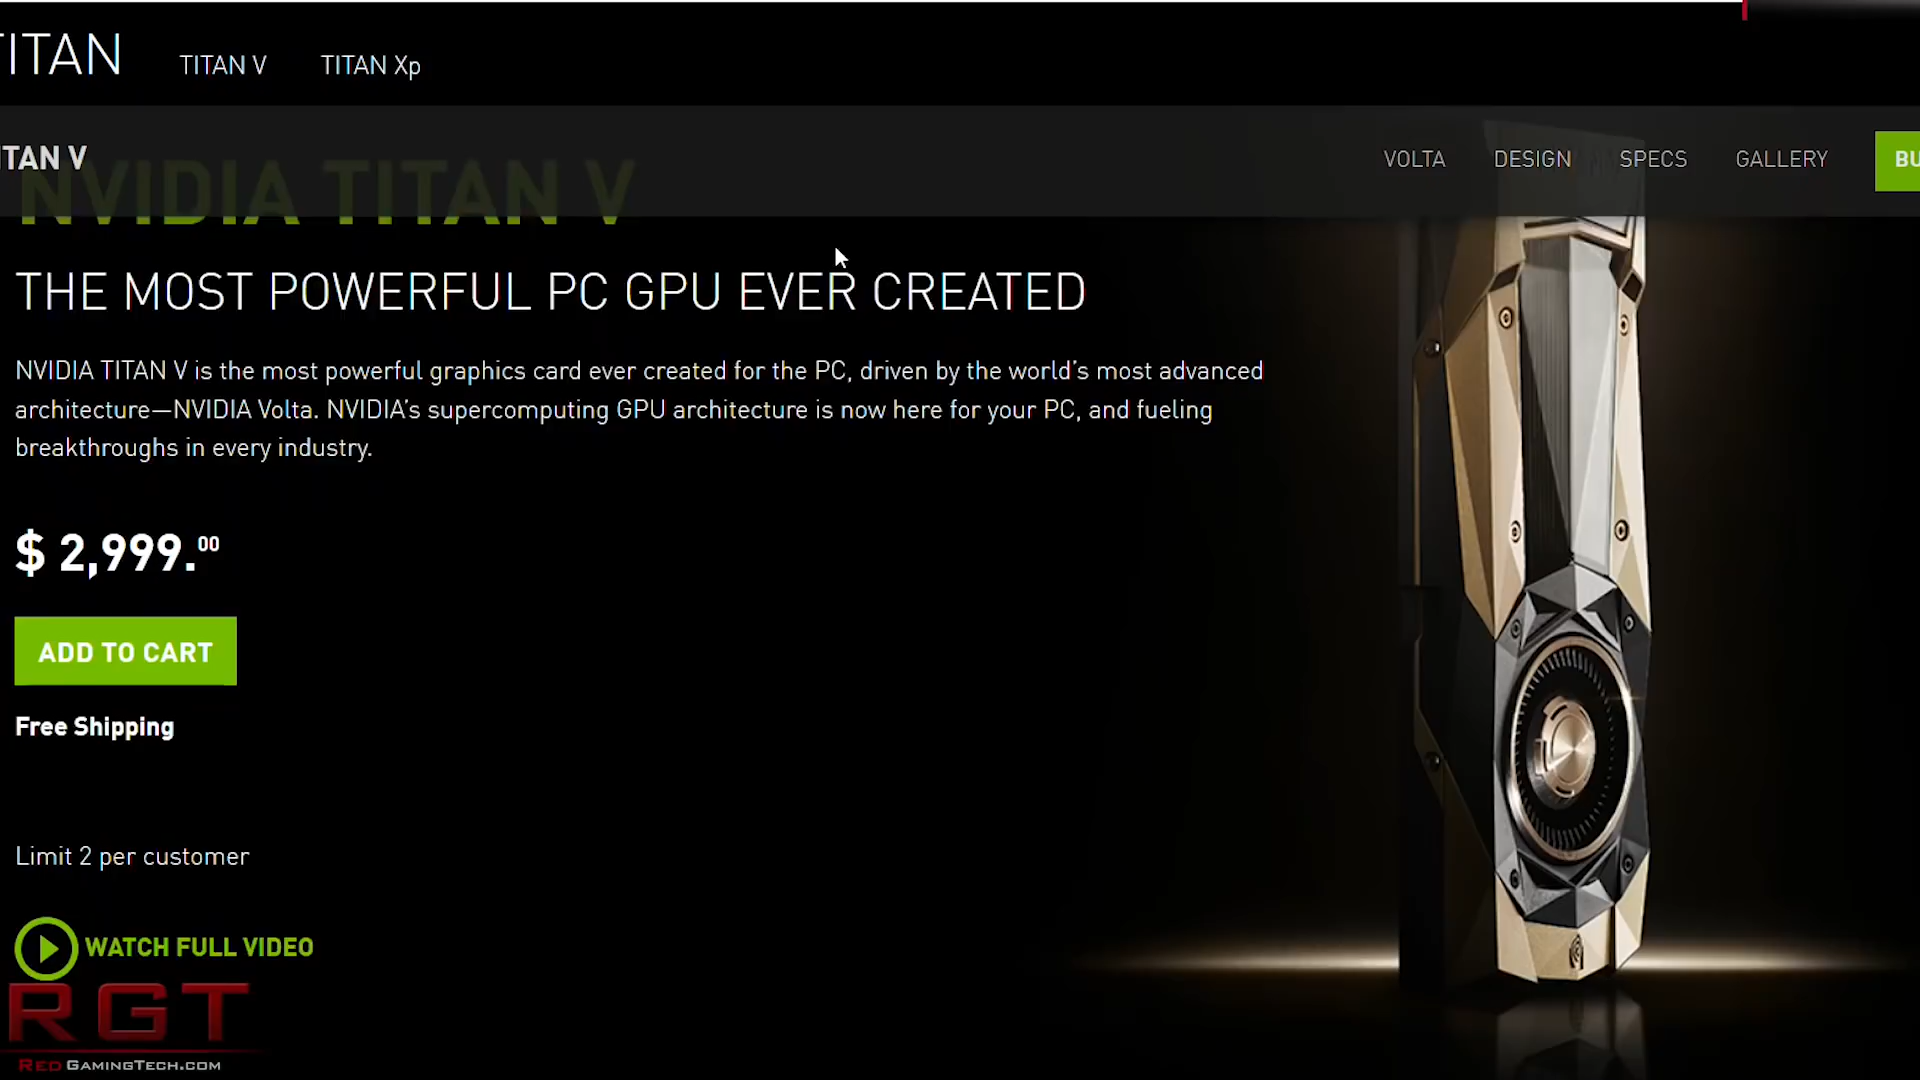 TITAN
TITAN V
TITAN Xp
TAN V
VOLTA
DESIGN
SPECS
GALLERY
BU
NVIDIA TITAN V
THE MOST POWERFUL PC GPU EVER CREATED
NVIDIA TITAN V is the most powerful graphics card ever created for the PC, driven by the world's most advanced
architecture—NVIDIA Volta. NVIDIA's supercomputing GPU architecture is now here for your PC, and fueling
breakthroughs in every industry.
$ 2,999.00
ADD TO CART
Free Shipping
Limit 2 per customer
WATCH FULL VIDEO
RGT
RED GAMINGTECH.COM